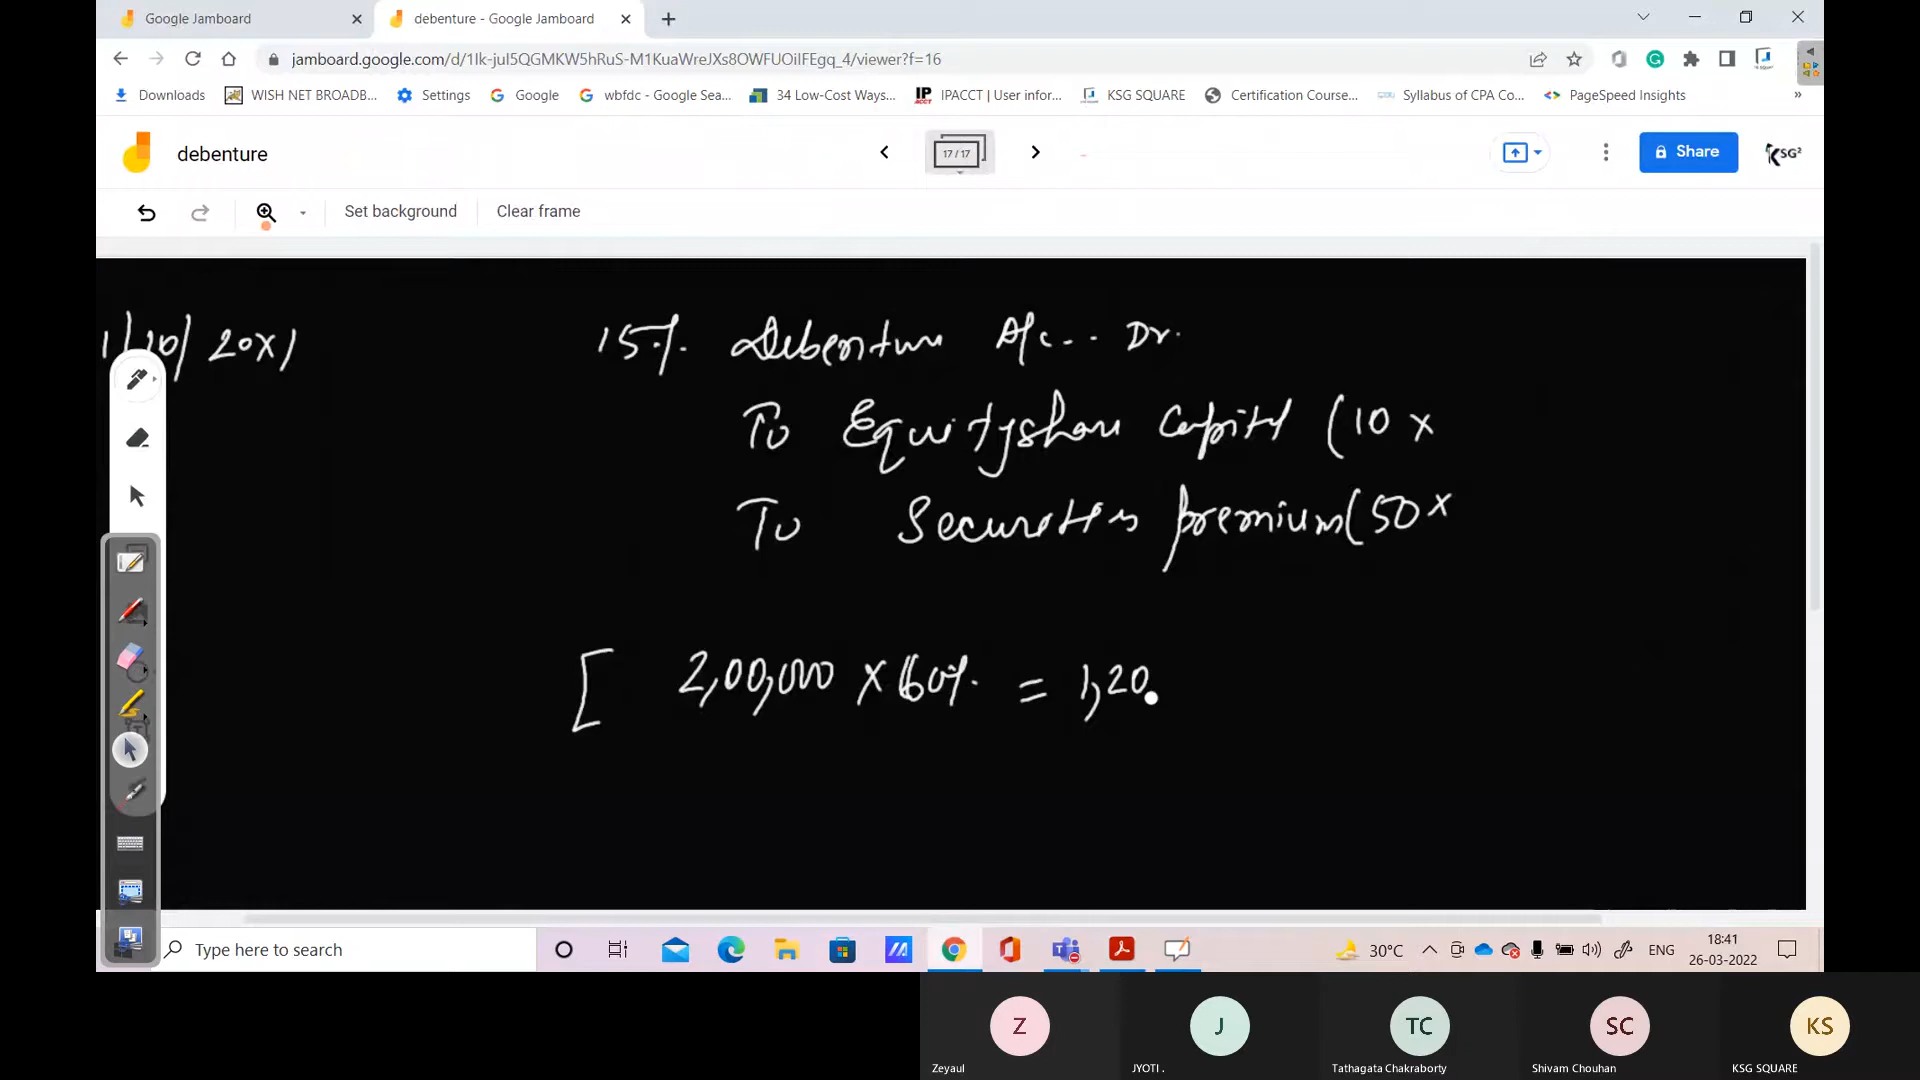 Google Jamboard
debenture - Google Jamboard
jamboard.google.com/d/1Ik-juI5QGMKW5hRuS-M1KuaWreJXs8OWFUOiIFEgq_4/viewer?f=16
Downloads WISH NET BROADB... Settings Google wbfdc - Google Sea... 34 Low-Cost Ways... IPACCT | User infor... KSG SQUARE Certification Course... Syllabus of CPA Co... PageSpeed Insights »
debenture
17 / 17
Share
KSG²
Set background
Clear frame
1/10/20X1 15% Debenture A/c... Dr.
To Equityshare Capital (10 x
To Securities premium (50 x
[ 2,00,000 x 60% = 1,20
Type here to search
30°C ENG
18:41
26-03-2022
Z J TC SC KS
Zeyaul JYOTI . Tathagata Chakraborty Shivam Chouhan KSG SQUARE